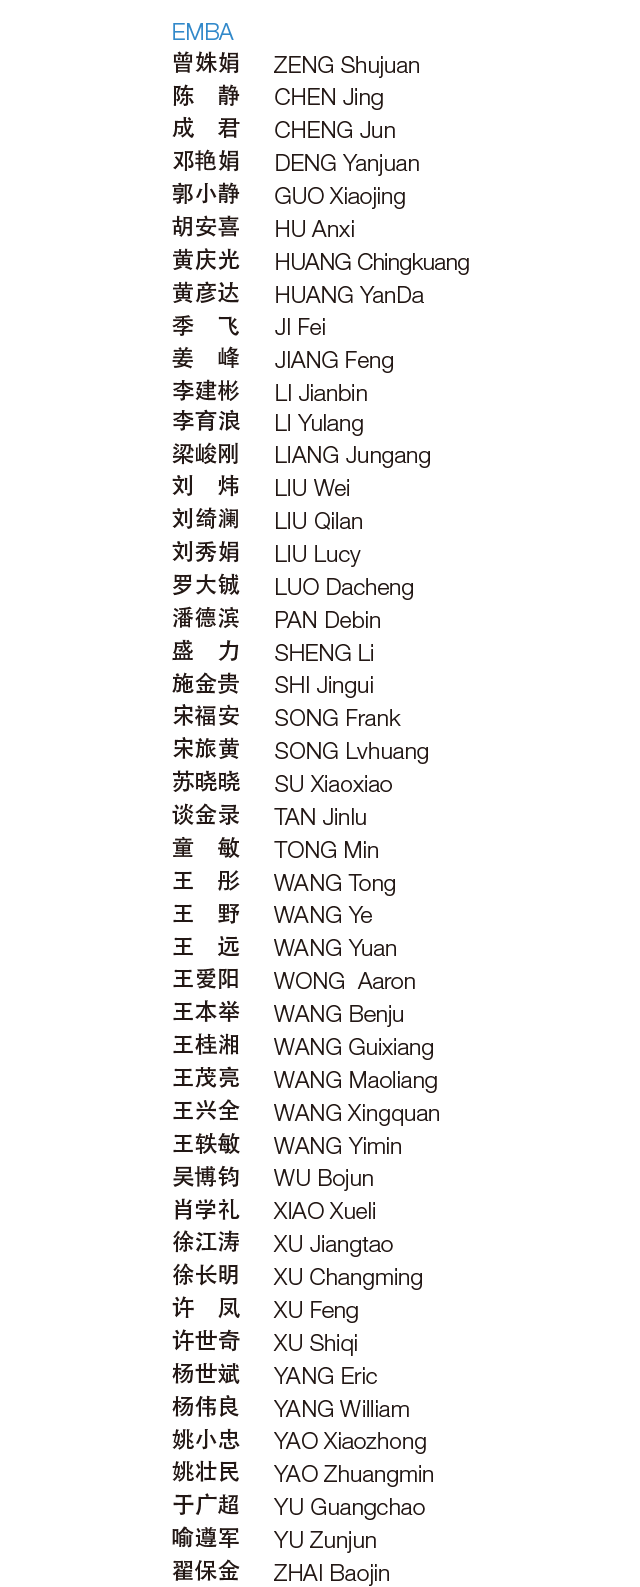 EMBA
曾姝娟 ZENG Shujuan
陈　静 CHEN Jing
成　君 CHENG Jun
邓艳娟 DENG Yanjuan
郭小静 GUO Xiaojing
胡安喜 HU Anxi
黄庆光 HUANG Chingkuang
黄彦达 HUANG YanDa
季　飞 JI Fei
姜　峰 JIANG Feng
李建彬 LI Jianbin
李育浪 LI Yulang
梁峻刚 LIANG Jungang
刘　炜 LIU Wei
刘绮澜 LIU Qilan
刘秀娟 LIU Lucy
罗大铖 LUO Dacheng
潘德滨 PAN Debin
盛　力 SHENG Li
施金贵 SHI Jingui
宋福安 SONG Frank
宋旅黄 SONG Lvhuang
苏晓晓 SU Xiaoxiao
谈金录 TAN Jinlu
童　敏 TONG Min
王　彤 WANG Tong
王　野 WANG Ye
王　远 WANG Yuan
王爱阳 WONG  Aaron
王本举 WANG Benju
王桂湘 WANG Guixiang
王茂亮 WANG Maoliang
王兴全 WANG Xingquan
王轶敏 WANG Yimin
吴博钧 WU Bojun
肖学礼 XIAO Xueli
徐江涛 XU Jiangtao
徐长明 XU Changming
许　凤 XU Feng
许世奇 XU Shiqi
杨世斌 YANG Eric
杨伟良 YANG William
姚小忠 YAO Xiaozhong
姚壮民 YAO Zhuangmin
于广超 YU Guangchao
喻遵军 YU Zunjun
翟保金 ZHAI Baojin